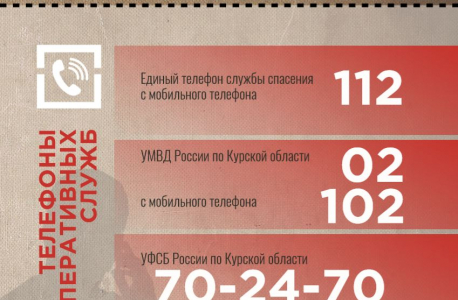 ТЕЛЕФОНЫ
ПЕРАТИВНЫХ
СЛУЖБ
Единый телефон службы спасения
с мобильного телефона
112
УМВД России по Курской области
02
с мобильного телефона
102
УФСБ России по Курской области
70-24-70